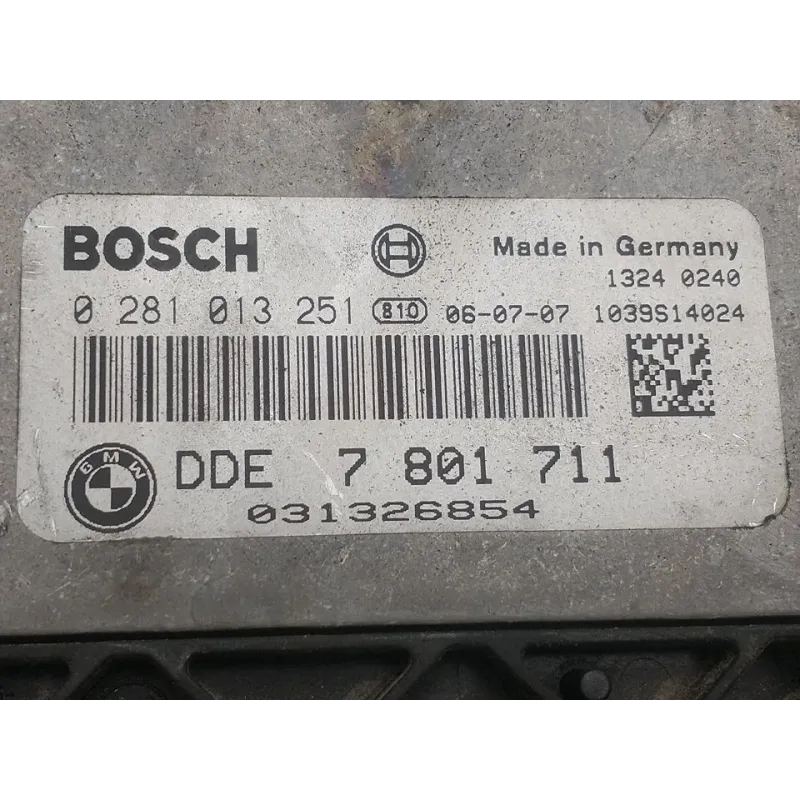 BOSCH Made in Germany
1324 0240
0 281 013 251 810 06-07-07 1039S14024
BMW DDE 7 801 711
031326854